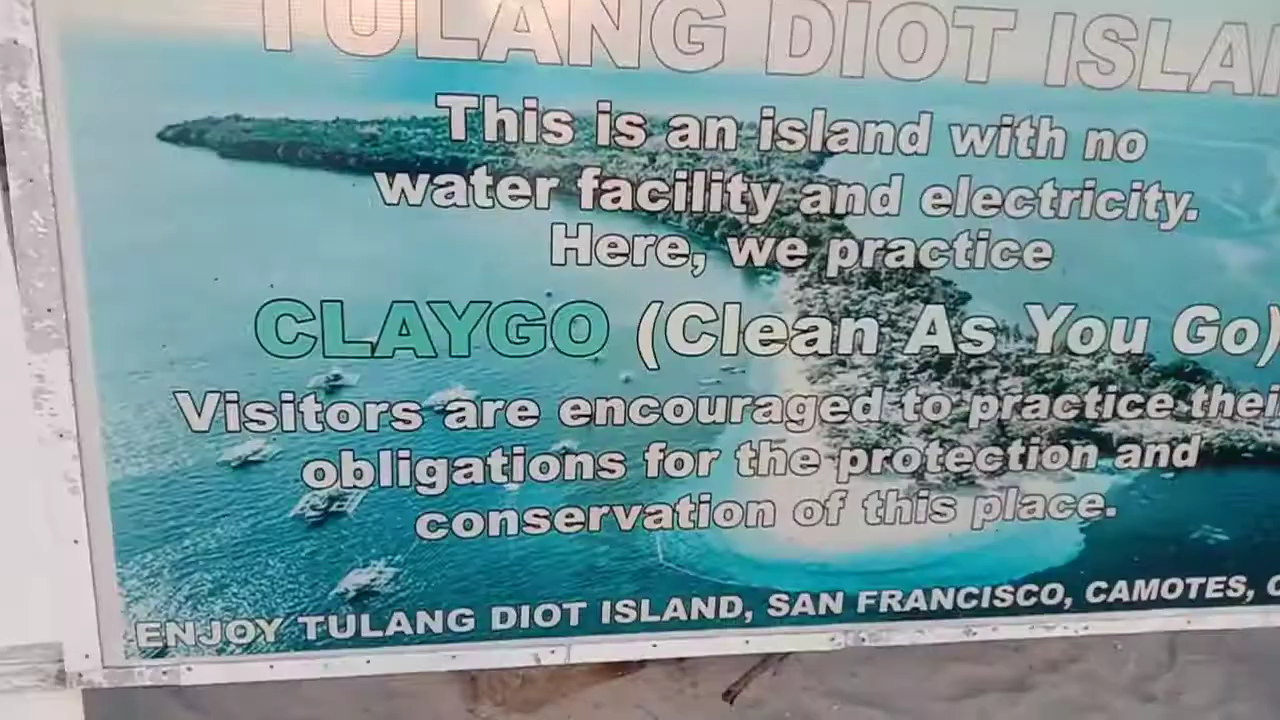 TULANG DIOT ISLA
This is an island with no
water facility and electricity.
Here, we practice
CLAYGO (Clean As You Go)
Visitors are encouraged to practice thei
obligations for the protection and
conservation of this place.
ENJOY TULANG DIOT ISLAND, SAN FRANCISCO, CAMOTES, C